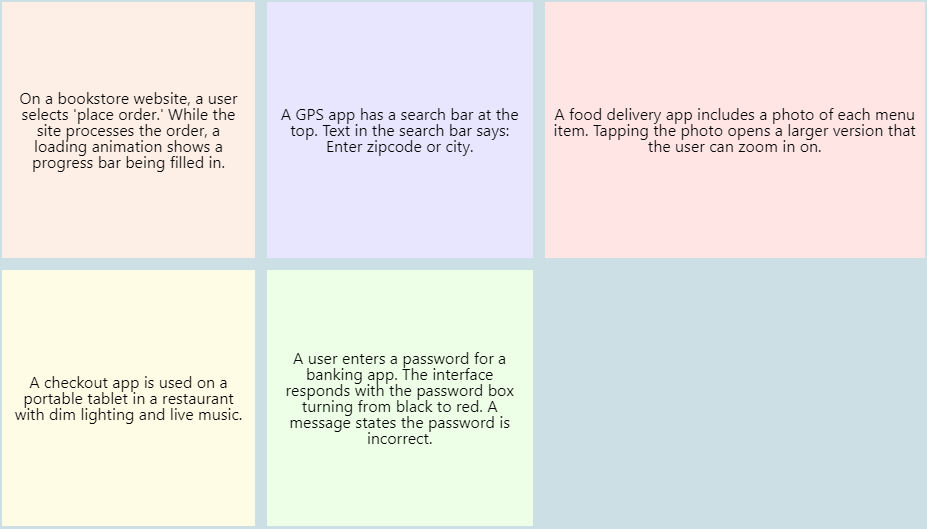 On a bookstore website, a user
selects 'place order.' While the
site processes the order, a
loading animation shows a
progress bar being filled in.
A GPS app has a search bar at the
top. Text in the search bar says:
Enter zipcode or city.
A food delivery app includes a photo of each menu
item. Tapping the photo opens a larger version that
the user can zoom in on.
A checkout app is used on a
portable tablet in a restaurant
with dim lighting and live music.
A user enters a password for a
banking app. The interface
responds with the password box
turning from black to red. A
message states the password is
incorrect.